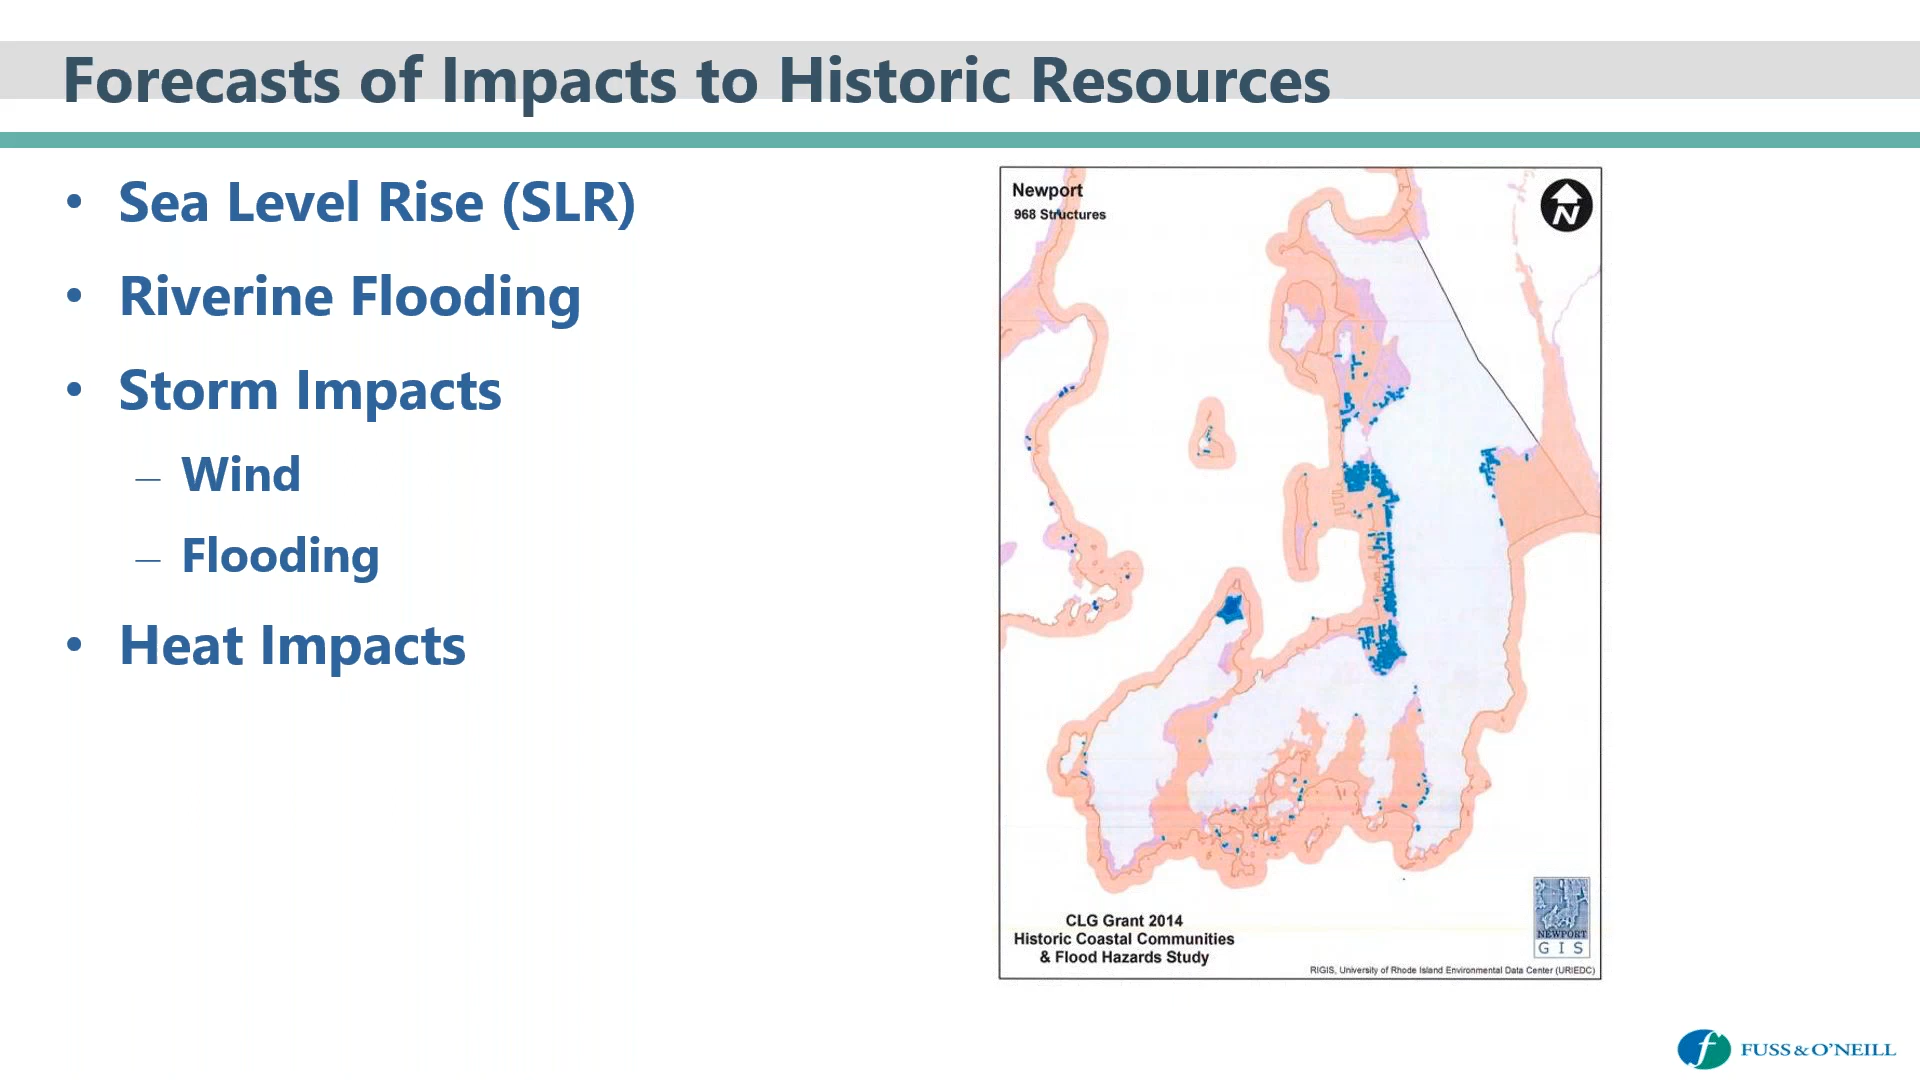 Forecasts of Impacts to Historic Resources
• Sea Level Rise (SLR)
• Riverine Flooding
• Storm Impacts
– Wind
– Flooding
• Heat Impacts
Newport
968 Structures
N
CLG Grant 2014
Historic Coastal Communities
& Flood Hazards Study
NEWPORT
GIS
RIGIS, University of Rhode Island Environmental Data Center (URIEDC)
f FUSS & O'NEILL